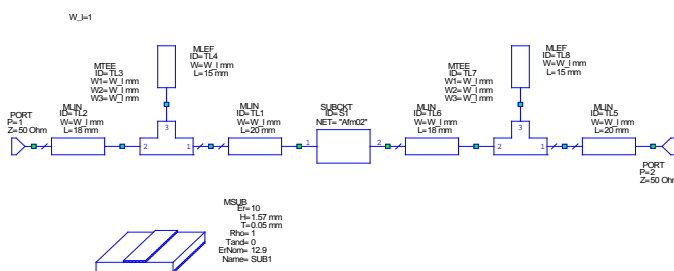 W_l=1
MLEF
ID=TL4
W=W_l mm
L=15 mm
MTEE
ID=TL3
W1=W_l mm
W2=W_l mm
W3=W_l mm
PORT
P=1
Z=50 Ohm
MLIN
ID=TL2
W=W_l mm
L=18 mm
3
2
1
MLIN
ID=TL1
W=W_l mm
L=20 mm
SUBCKT
ID=S1
NET="Afm02"
1
2
MLIN
ID=TL6
W=W_l mm
L=18 mm
MTEE
ID=TL7
W1=W_l mm
W2=W_l mm
W3=W_l mm
MLEF
ID=TL8
W=W_l mm
L=15 mm
3
2
1
MLIN
ID=TL5
W=W_l mm
L=20 mm
PORT
P=2
Z=50 Ohm
MSUB
Er=10
H=1.57 mm
T=0.05 mm
Rho=1
Tand=0
ErNom=12.9
Name=SUB1